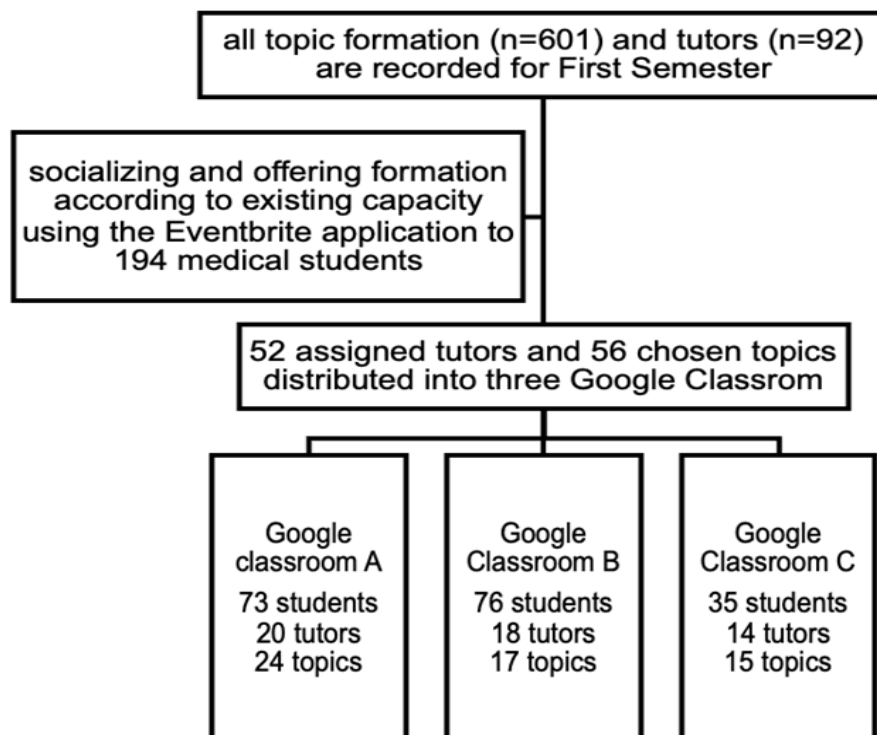 all topic formation (n=601) and tutors (n=92)
are recorded for First Semester
socializing and offering formation
according to existing capacity
using the Eventbrite application to
194 medical students
52 assigned tutors and 56 chosen topics
distributed into three Google Classrom
Google
classroom A
73 students
20 tutors
24 topics
Google
Classroom B
76 students
18 tutors
17 topics
Google
Classroom C
35 students
14 tutors
15 topics